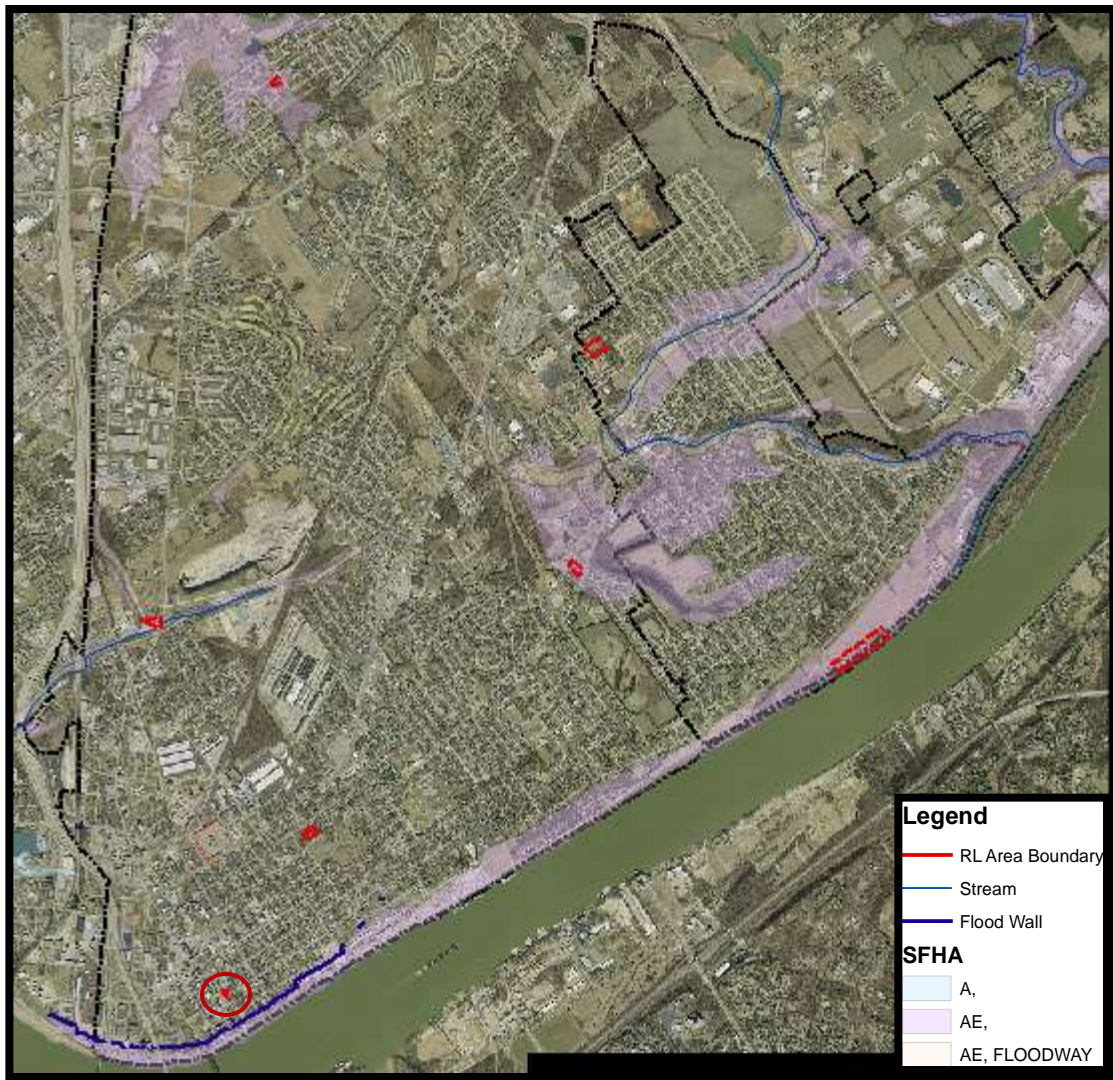 Legend
RL Area Boundary
Stream
Flood Wall
SFHA
A,
AE,
AE, FLOODWAY